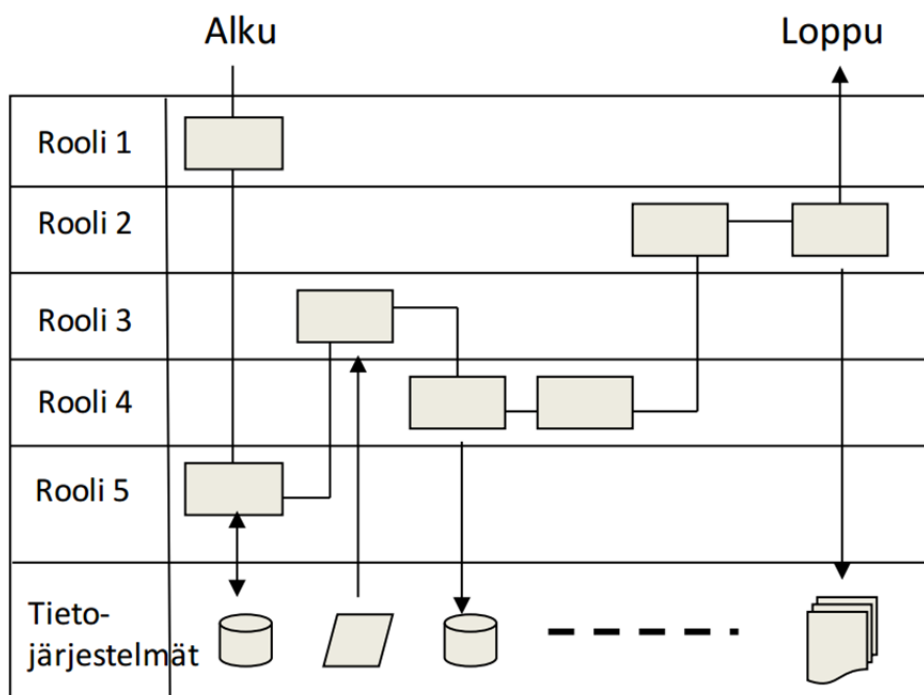 Alku
Loppu
Rooli 1
Rooli 2
Rooli 3
Rooli 4
Rooli 5
Tieto-
järjestelmät